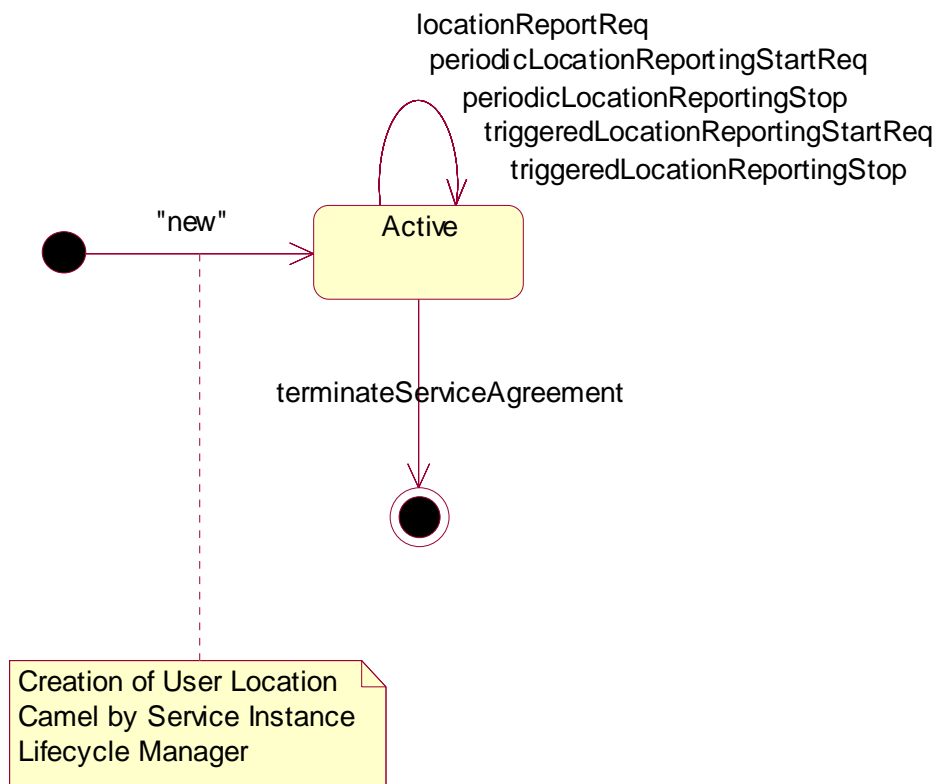 locationReportReq
periodicLocationReportingStartReq
periodicLocationReportingStop
triggeredLocationReportingStartReq
triggeredLocationReportingStop
"new"
Active
terminateServiceAgreement
Creation of User Location
Camel by Service Instance
Lifecycle Manager